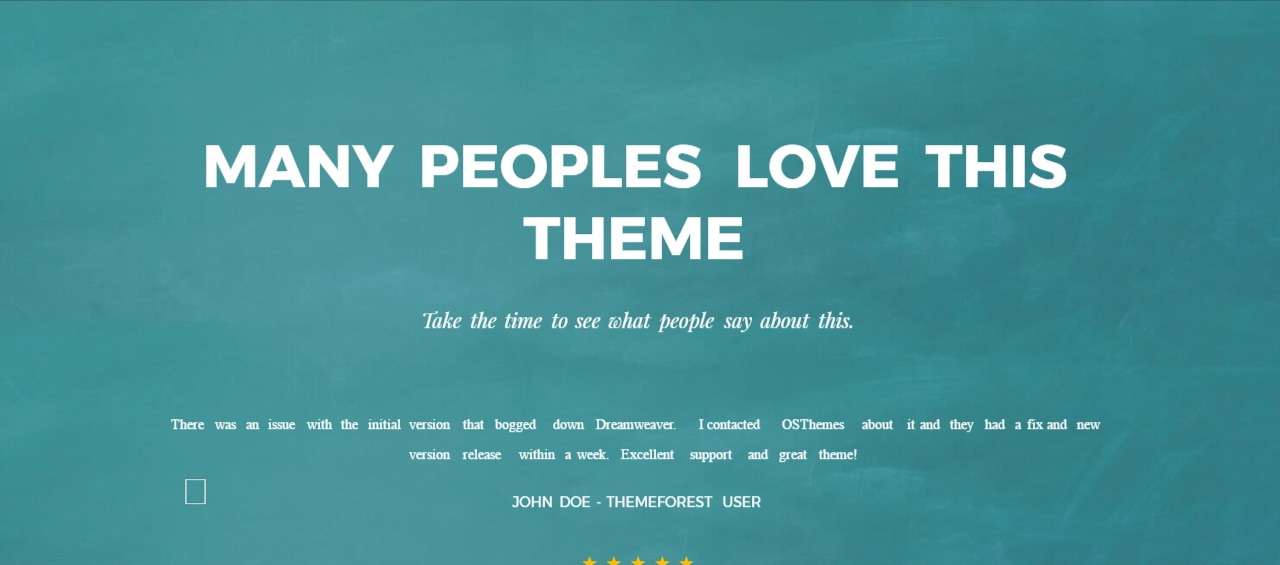 MANY PEOPLES LOVE THIS
THEME
Take the time to see what people say about this.
There was an issue with the initial version that bogged down Dreamweaver. I contacted OSThemes about it and they had a fix and new
version release within a week. Excellent support and great theme!
JOHN DOE - THEMEFOREST USER